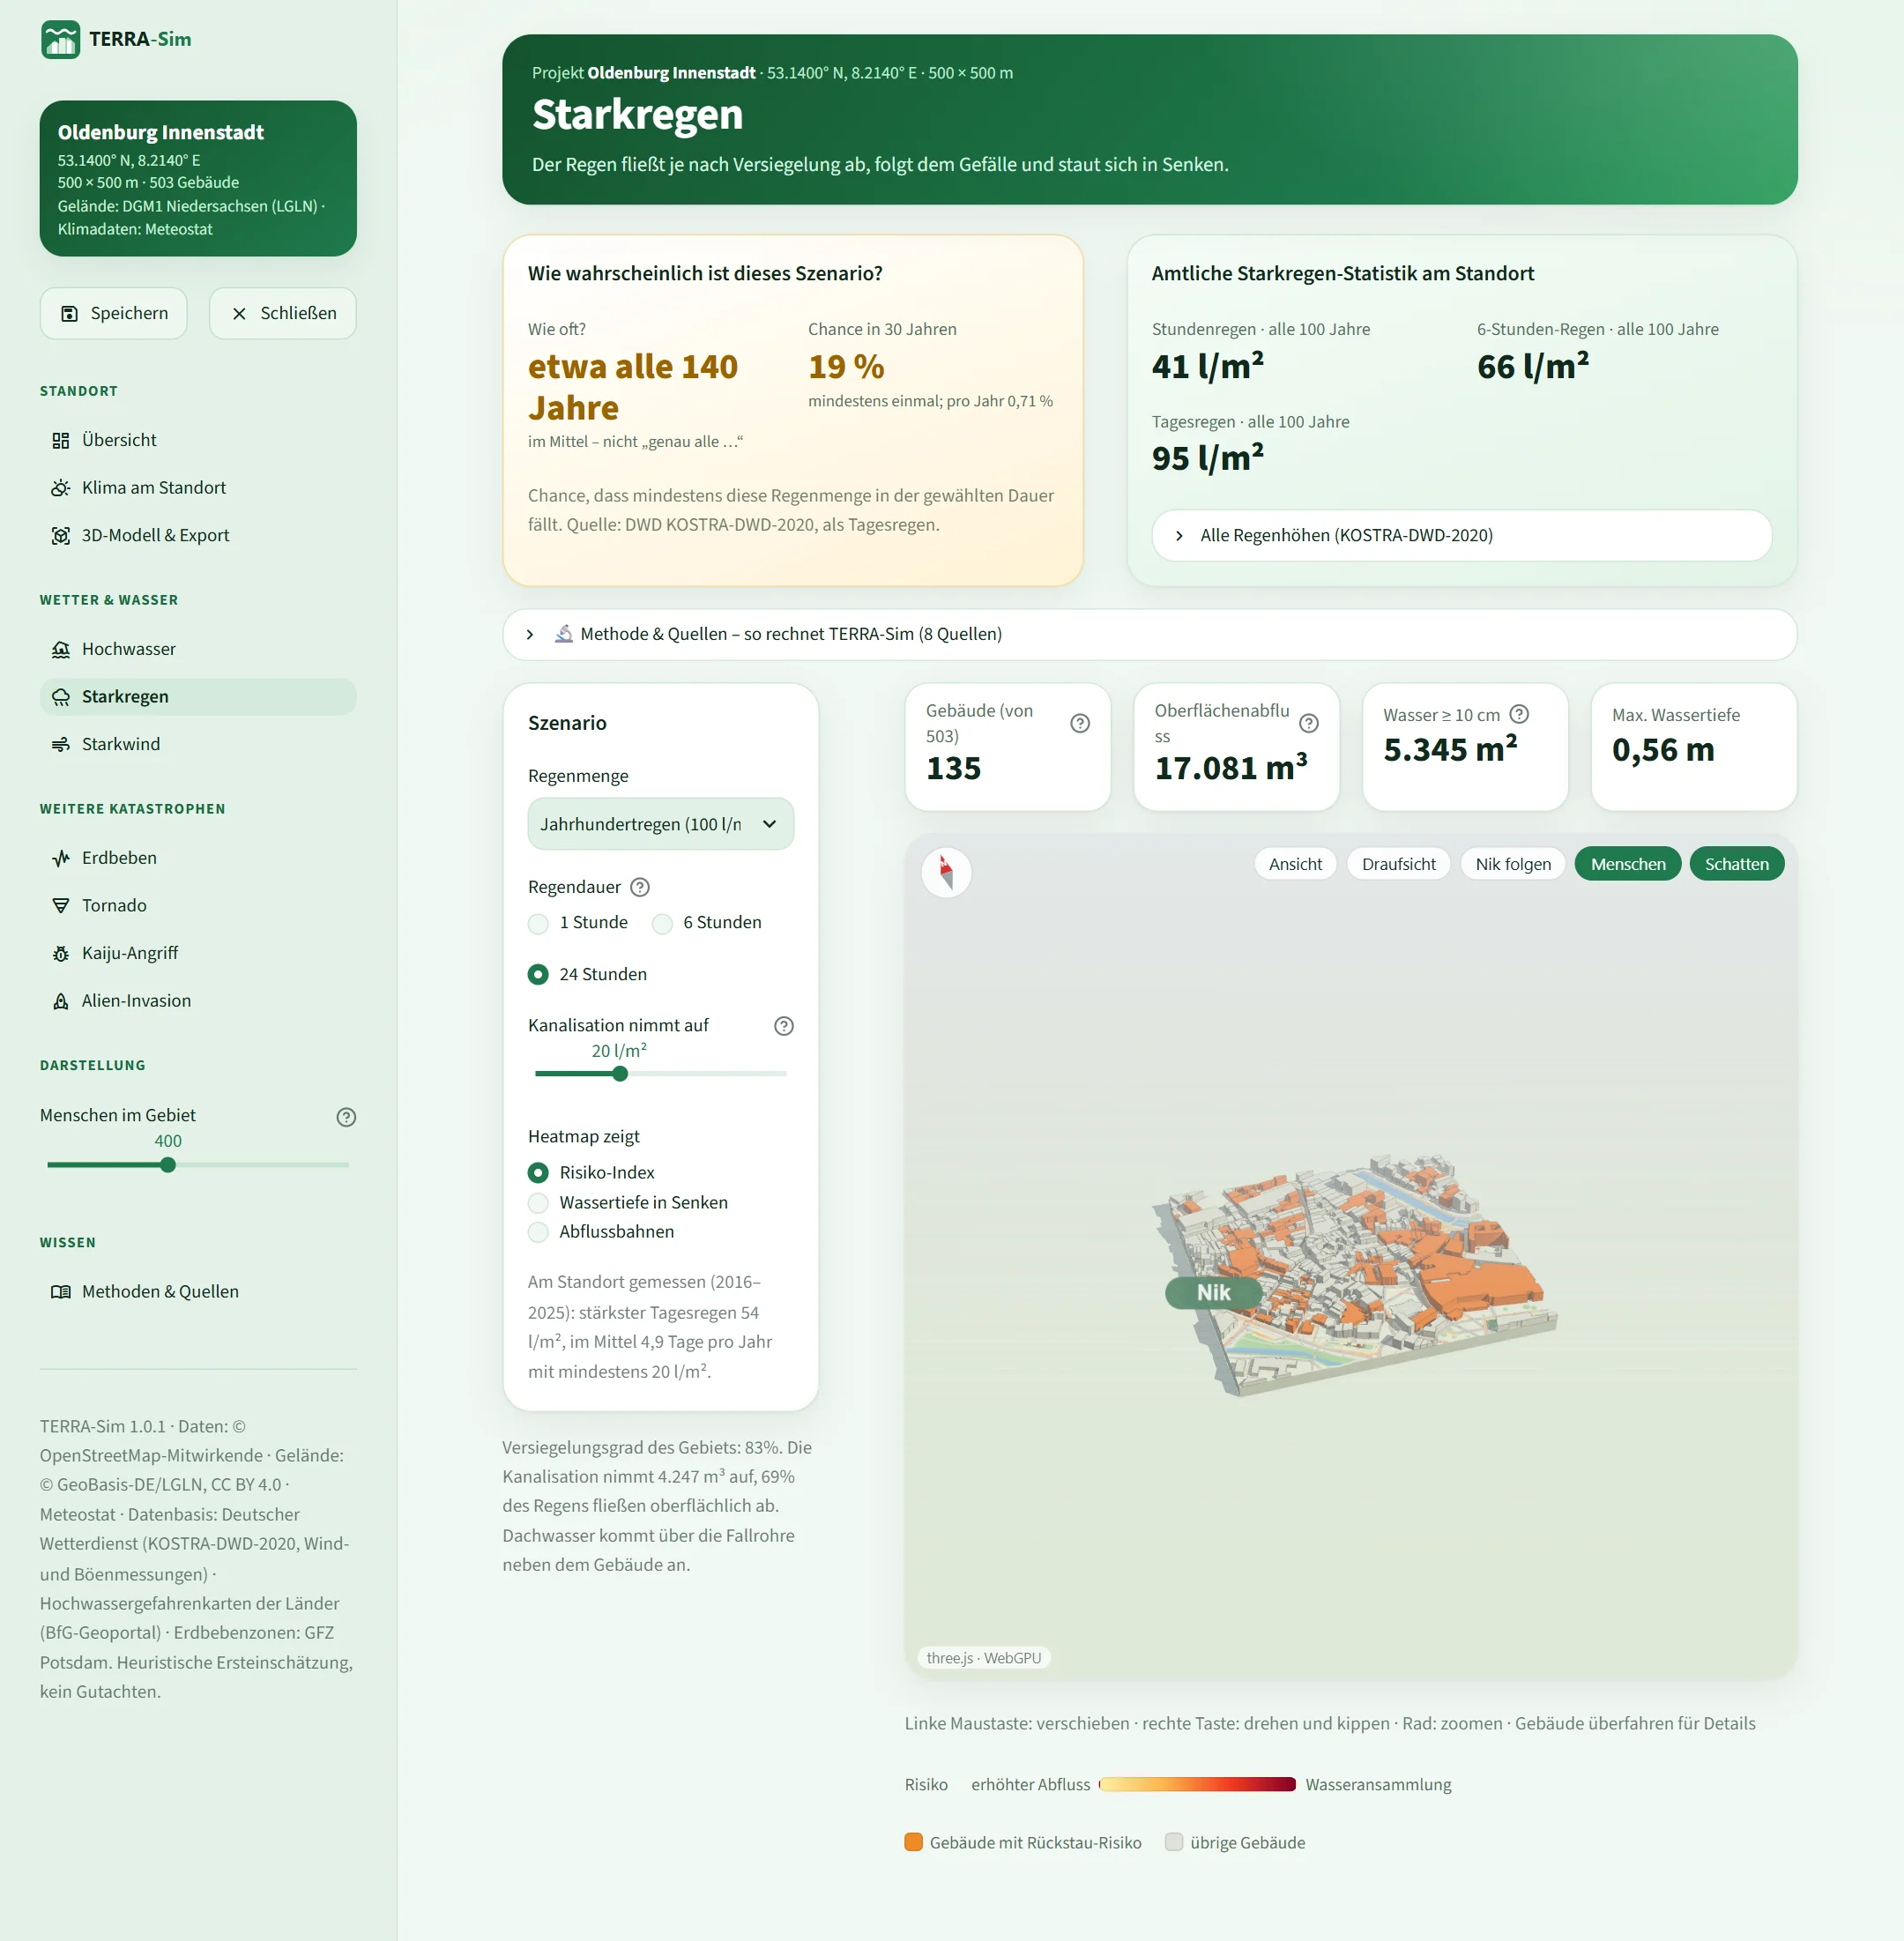 TERRA-Sim
Oldenburg Innenstadt
53.1400° N, 8.2140° E
500 × 500 m · 503 Gebäude
Gelände: DGM1 Niedersachsen (LGLN) ·
Klimadaten: Meteostat
Speichern
Schließen
STANDORT
Übersicht
Klima am Standort
3D-Modell & Export
WETTER & WASSER
Hochwasser
Starkregen
Starkwind
WEITERE KATASTROPHEN
Erdbeben
Tornado
Kaiju-Angriff
Alien-Invasion
DARSTELLUNG
Menschen im Gebiet
400
WISSEN
Methoden & Quellen
TERRA-Sim 1.0.1 · Daten: ©
OpenStreetMap-Mitwirkende · Gelände:
© GeoBasis-DE/LGLN, CC BY 4.0 ·
Meteostat · Datenbasis: Deutscher
Wetterdienst (KOSTRA-DWD-2020, Wind-
und Böenmessungen) ·
Hochwassergefahrenkarten der Länder
(BfG-Geoportal) · Erdbebenzonen: GFZ
Potsdam. Heuristische Ersteinschätzung,
kein Gutachten.
Projekt Oldenburg Innenstadt · 53.1400° N, 8.2140° E · 500 × 500 m
Starkregen
Der Regen fließt je nach Versiegelung ab, folgt dem Gefälle und staut sich in Senken.
Wie wahrscheinlich ist dieses Szenario?
Wie oft?
etwa alle 140
Jahre
im Mittel – nicht „genau alle …“
Chance in 30 Jahren
19 %
mindestens einmal; pro Jahr 0,71 %
Chance, dass mindestens diese Regenmenge in der gewählten Dauer
fällt. Quelle: DWD KOSTRA-DWD-2020, als Tagesregen.
Amtliche Starkregen-Statistik am Standort
Stundenregen · alle 100 Jahre
41 l/m²
6-Stunden-Regen · alle 100 Jahre
66 l/m²
Tagesregen · alle 100 Jahre
95 l/m²
Alle Regenhöhen (KOSTRA-DWD-2020)
Methode & Quellen – so rechnet TERRA-Sim (8 Quellen)
Szenario
Regenmenge
Jahrhundertregen (100 l/m
Regendauer
1 Stunde
6 Stunden
24 Stunden
Kanalisation nimmt auf
20 l/m²
Heatmap zeigt
Risiko-Index
Wassertiefe in Senken
Abflussbahnen
Am Standort gemessen (2016–
2025): stärkster Tagesregen 54
l/m², im Mittel 4,9 Tage pro Jahr
mit mindestens 20 l/m².
Versiegelungsgrad des Gebiets: 83%. Die
Kanalisation nimmt 4.247 m³ auf, 69%
des Regens fließen oberflächlich ab.
Dachwasser kommt über die Fallrohre
neben dem Gebäude an.
Gebäude (von
503)
135
Oberflächenabflu
ss
17.081 m³
Wasser ≥ 10 cm
5.345 m²
Max. Wassertiefe
0,56 m
Ansicht
Draufsicht
Nik folgen
Menschen
Schatten
Nik
three.js · WebGPU
Linke Maustaste: verschieben · rechte Taste: drehen und kippen · Rad: zoomen · Gebäude überfahren für Details
Risiko
erhöhter Abfluss
Wasseransammlung
Gebäude mit Rückstau-Risiko
übrige Gebäude